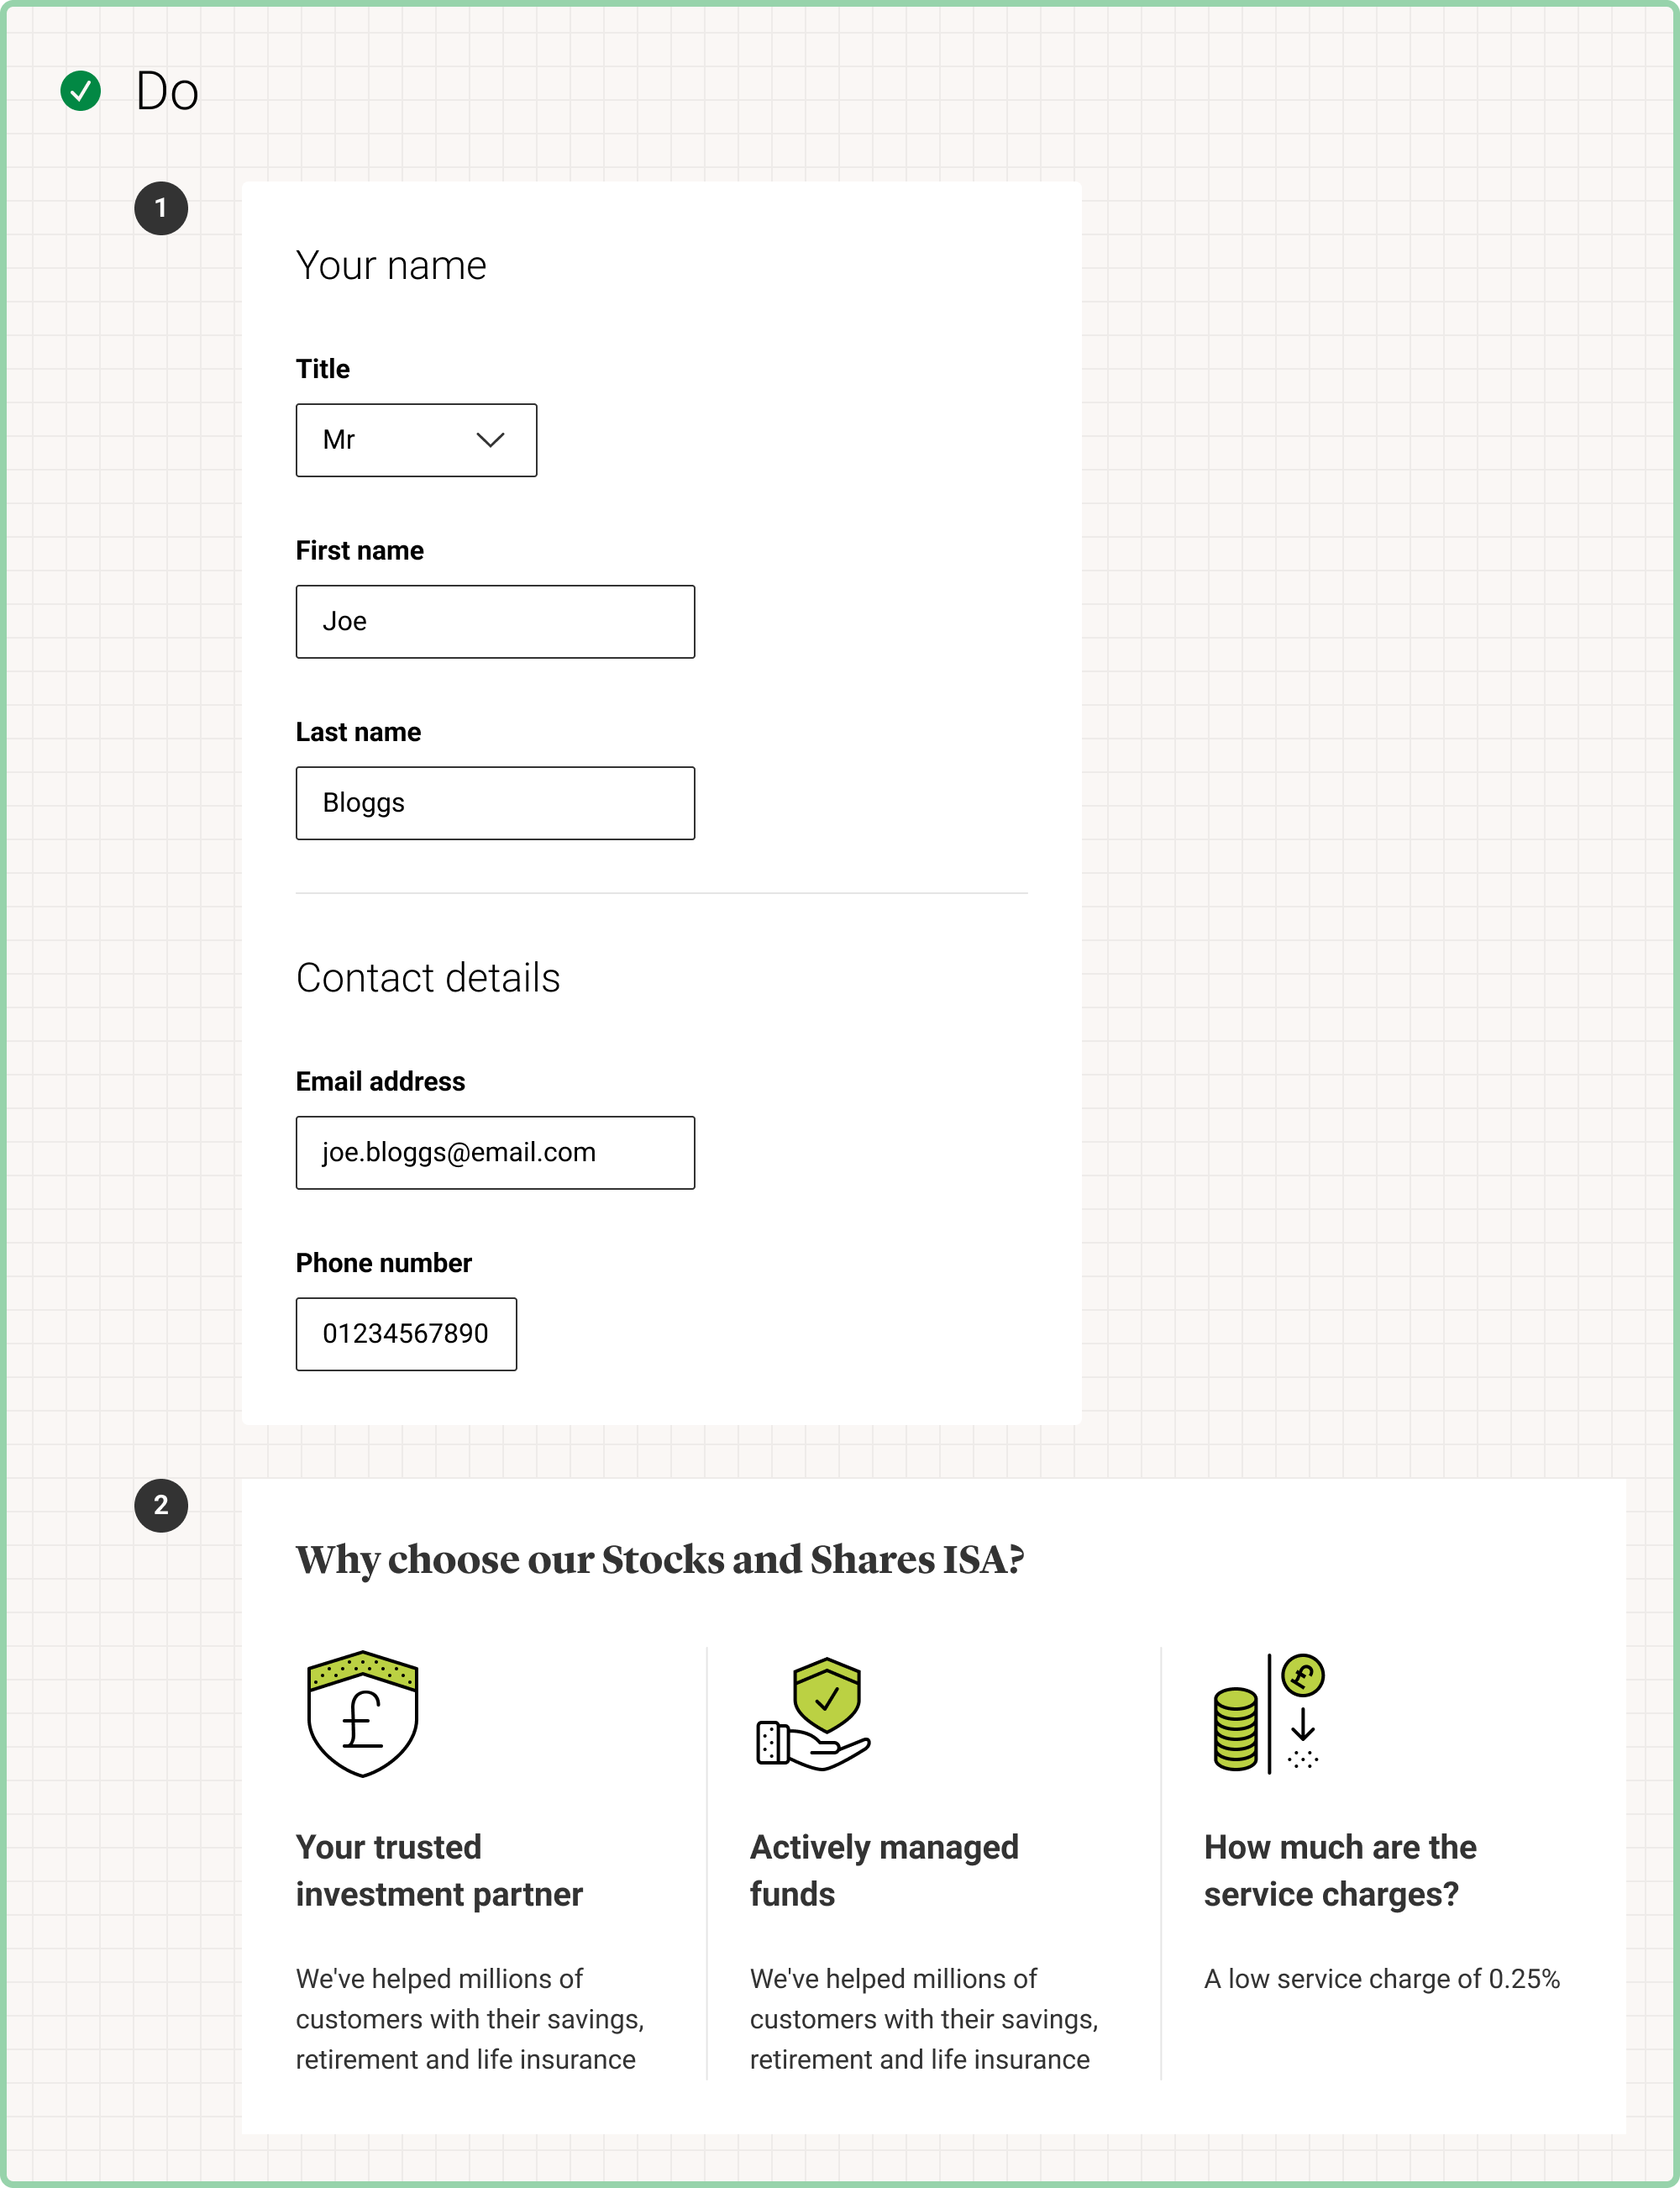 Do
1
Your name
Title
Mr
First name
Joe
Last name
Bloggs
Contact details
Email address
joe.bloggs@email.com
Phone number
01234567890
2
Why choose our Stocks and Shares ISA?
£
£
Your trusted
investment partner
We've helped millions of
customers with their savings,
retirement and life insurance
Actively managed
funds
We've helped millions of
customers with their savings,
retirement and life insurance
How much are the
service charges?
A low service charge of 0.25%